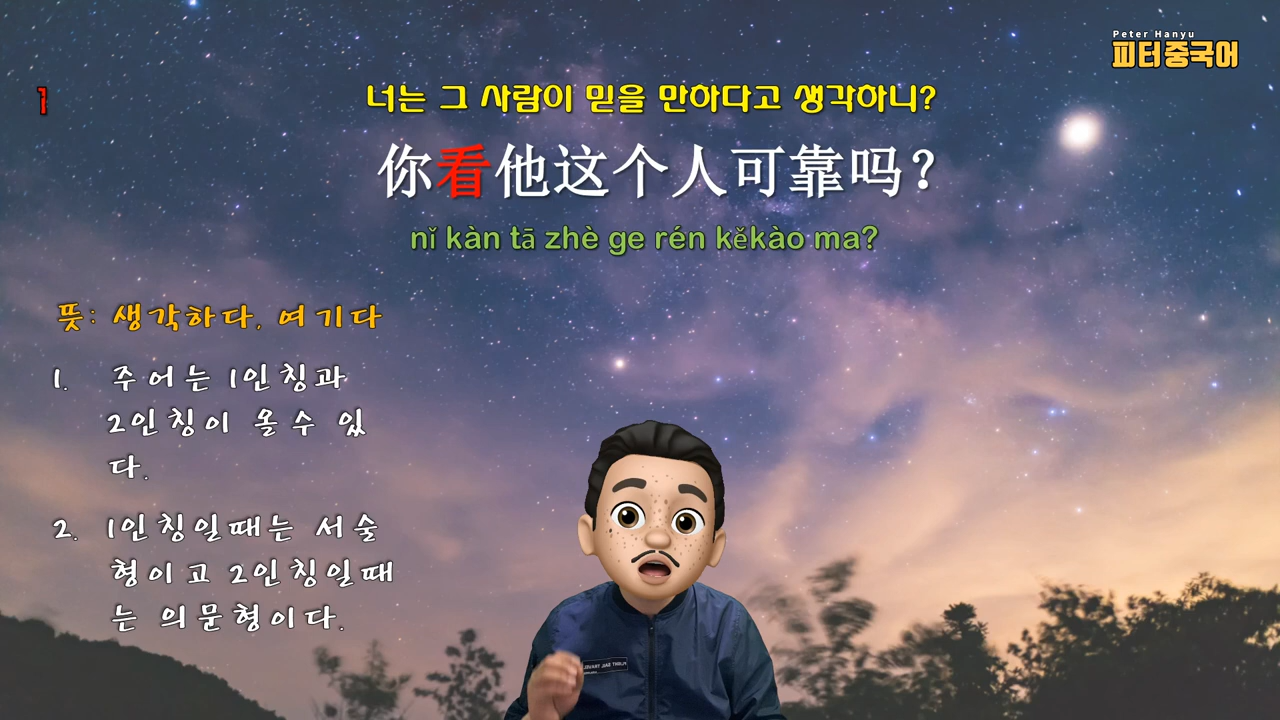 Peter Hanyu
피터 중국어
1
너는 그 사람이 믿을 만하다고 생각하니?
你看他这个人可靠吗?
nǐ kàn tā zhè ge rén kěkào ma?
뜻: 생각하다, 여기다
1. 주어는 1인칭과
2인칭이 올수 있
다.
2. 1인칭일때는 서술
형이고 2인칭일때
는 의문형이다.